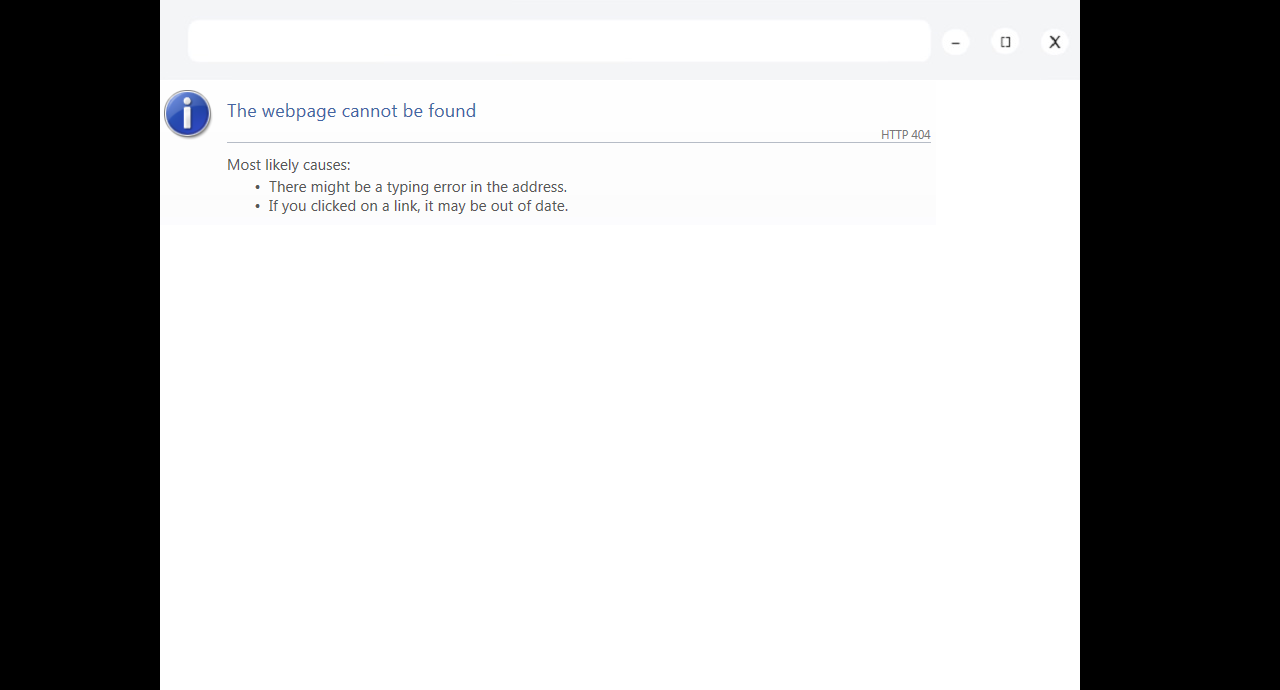 The webpage cannot be found
HTTP 404
Most likely causes:
• There might be a typing error in the address.
• If you clicked on a link, it may be out of date.